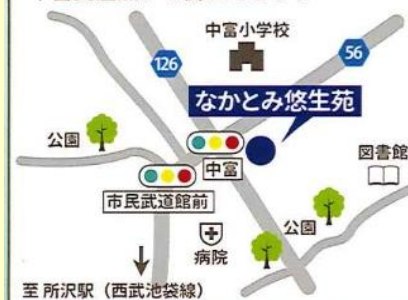 中富小学校
126
56
なかとみ悠生苑
公園
中富
図書館
市民武道館前
公園
病院
至 所沢駅（西武池袋線）